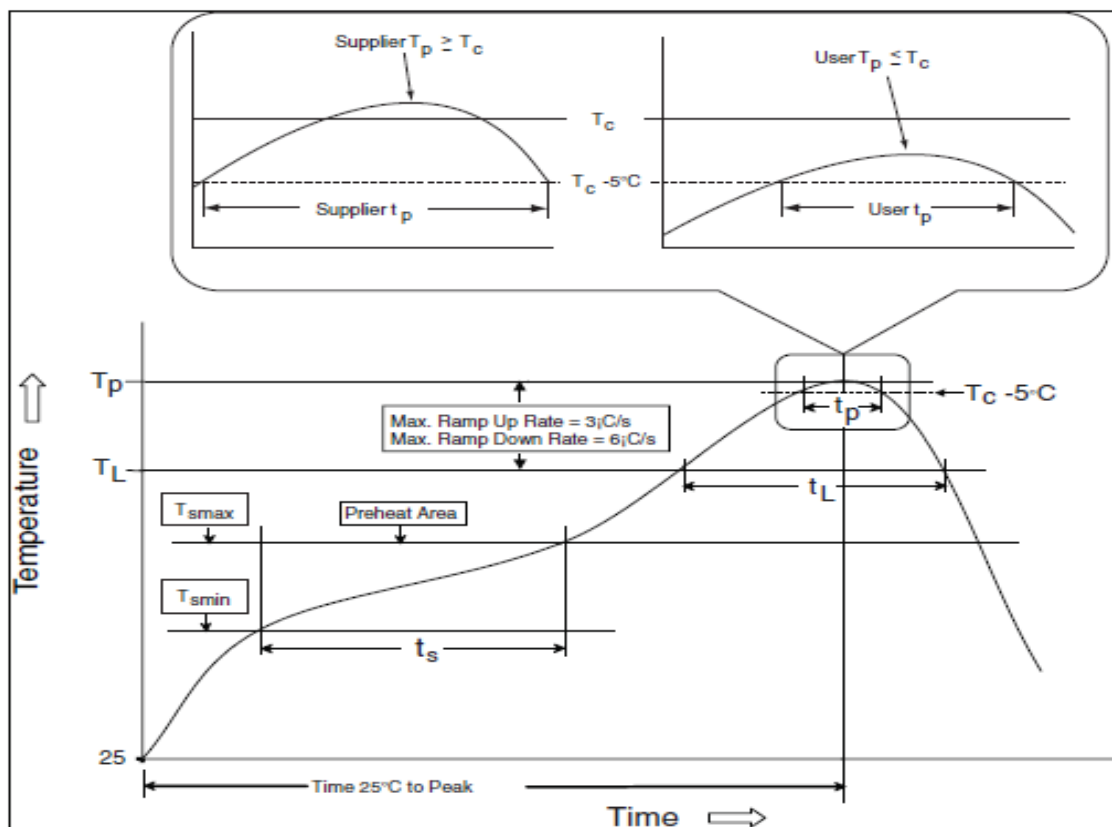 Supplier Tp ≥ Tc
User Tp ≤ Tc
Tc
Tc -5°C
Supplier tp
User tp
Tp
Tc -5°C
tp
Max. Ramp Up Rate = 3¡C/s
Max. Ramp Down Rate = 6¡C/s
TL
tL
Tsmax
Preheat Area
Tsmin
ts
Temperature
25
Time 25°C to Peak
Time